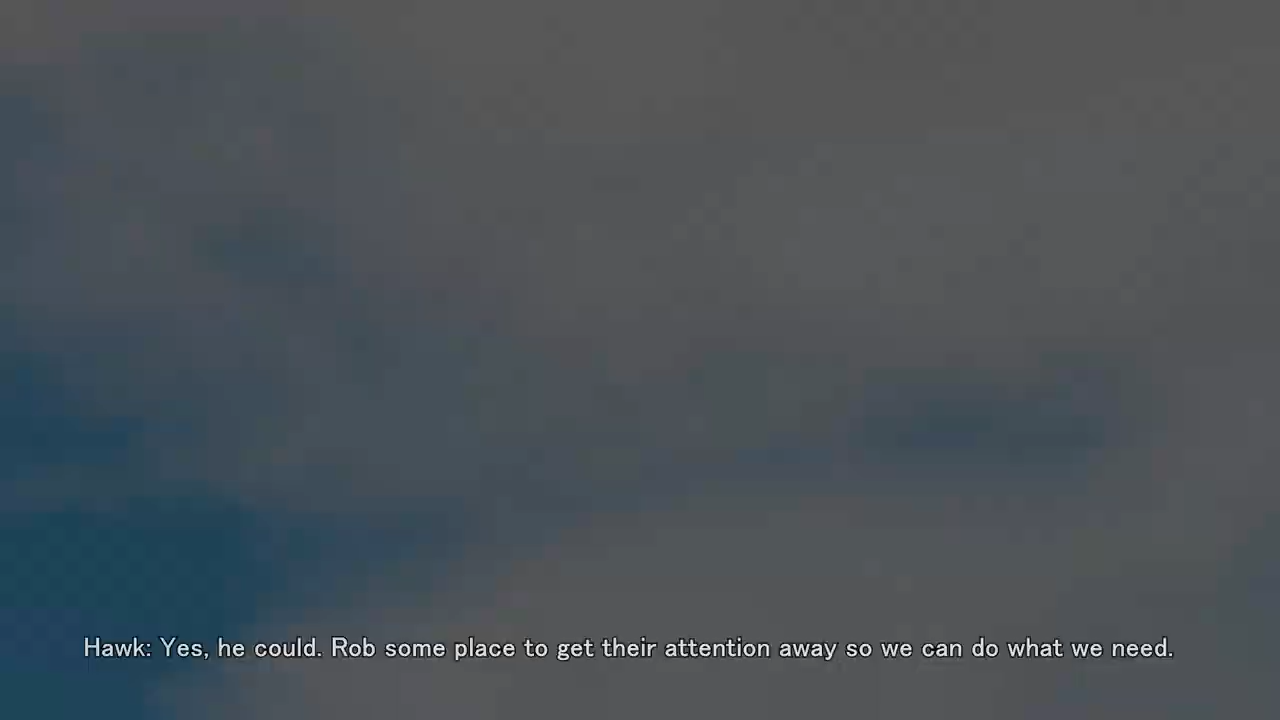 Hawk: Yes, he could. Rob some place to get their attention away so we can do what we need.